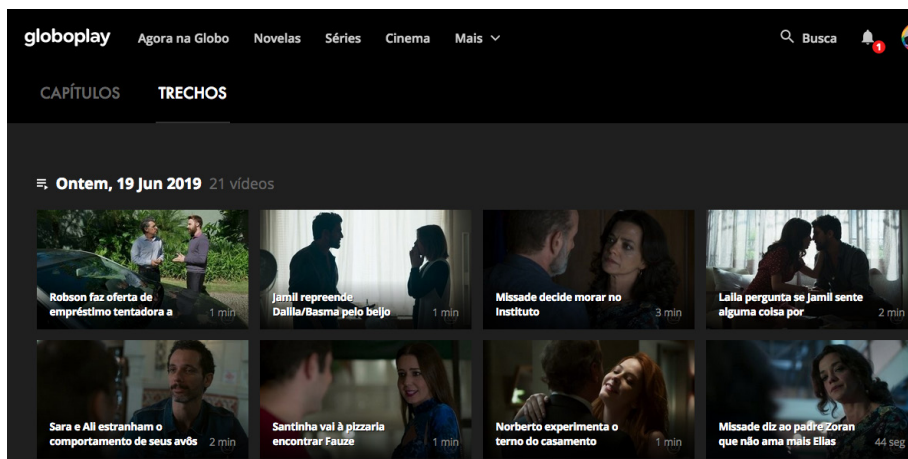 globoplay Agora na Globo Novelas Séries Cinema Mais Busca 1
CAPÍTULOS TRECHOS
Ontem, 19 Jun 2019 21 vídeos
Robson faz oferta de
empréstimo tentadora a 1 min
Jamil repreende
Dalila/Basma pelo beijo 1 min
Missade decide morar no
Instituto 3 min
Laila pergunta se Jamil sente
alguma coisa por 2 min
Sara e Ali estranham o
comportamento de seus avôs 2 min
Santinha vai à pizzaria
encontrar Fauze 1 min
Norberto experimenta o
terno do casamento 1 min
Missade diz ao padre Zoran
que não ama mais Elias 44 seg